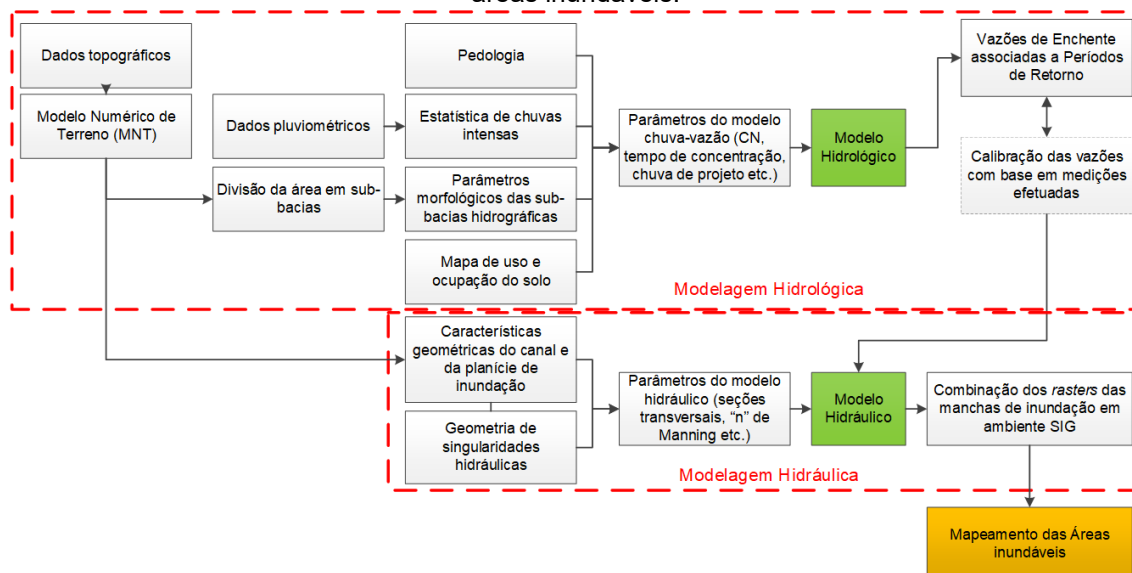 áreas inundáveis.
Dados topográficos
Modelo Numérico de
Terreno (MNT)
Dados pluviométricos
Divisão da área em sub-
bacias
Pedologia
Estatística de chuvas
intensas
Parâmetros
morfológicos das sub-
bacias hidrográficas
Mapa de uso e
ocupação do solo
Parâmetros do modelo
chuva-vazão (CN,
tempo de concentração,
chuva de projeto etc.)
Modelo
Hidrológico
Vazões de Enchente
associadas a Períodos
de Retorno
Calibração das vazões
com base em medições
efetuadas
Modelagem Hidrológica
Características
geométricas do canal e
da planície de
inundação
Geometria de
singularidades
hidráulicas
Parâmetros do modelo
hidráulico (seções
transversais, “n” de
Manning etc.)
Modelo
Hidráulico
Combinação dos rasters das
manchas de inundação em
ambiente SIG
Modelagem Hidráulica
Mapeamento das Áreas
inundáveis